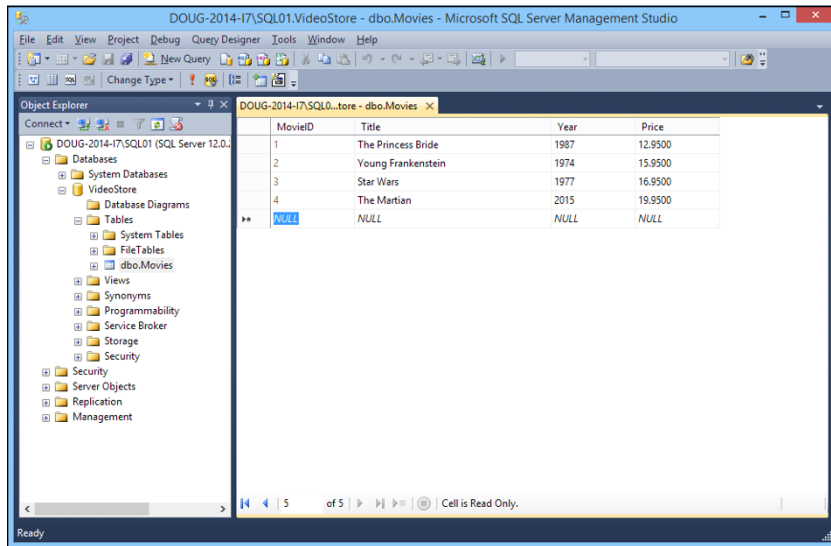 DOUG-2014-I7\SQL01.VideoStore - dbo.Movies - Microsoft SQL Server Management Studio
File Edit View Project Debug Query Designer Tools Window Help
New Query
Change Type
Object Explorer
DOUG-2014-I7\SQL0...tore - dbo.Movies
Connect
DOUG-2014-I7\SQL01 (SQL Server 12.0.
Databases
System Databases
VideoStore
Database Diagrams
Tables
System Tables
FileTables
dbo.Movies
Views
Synonyms
Programmability
Service Broker
Storage
Security
Security
Server Objects
Replication
Management
MovieID Title Year Price
1 The Princess Bride 1987 12.9500
2 Young Frankenstein 1974 15.9500
3 Star Wars 1977 16.9500
4 The Martian 2015 19.9500
NULL NULL NULL NULL
5 of 5 Cell is Read Only.
Ready